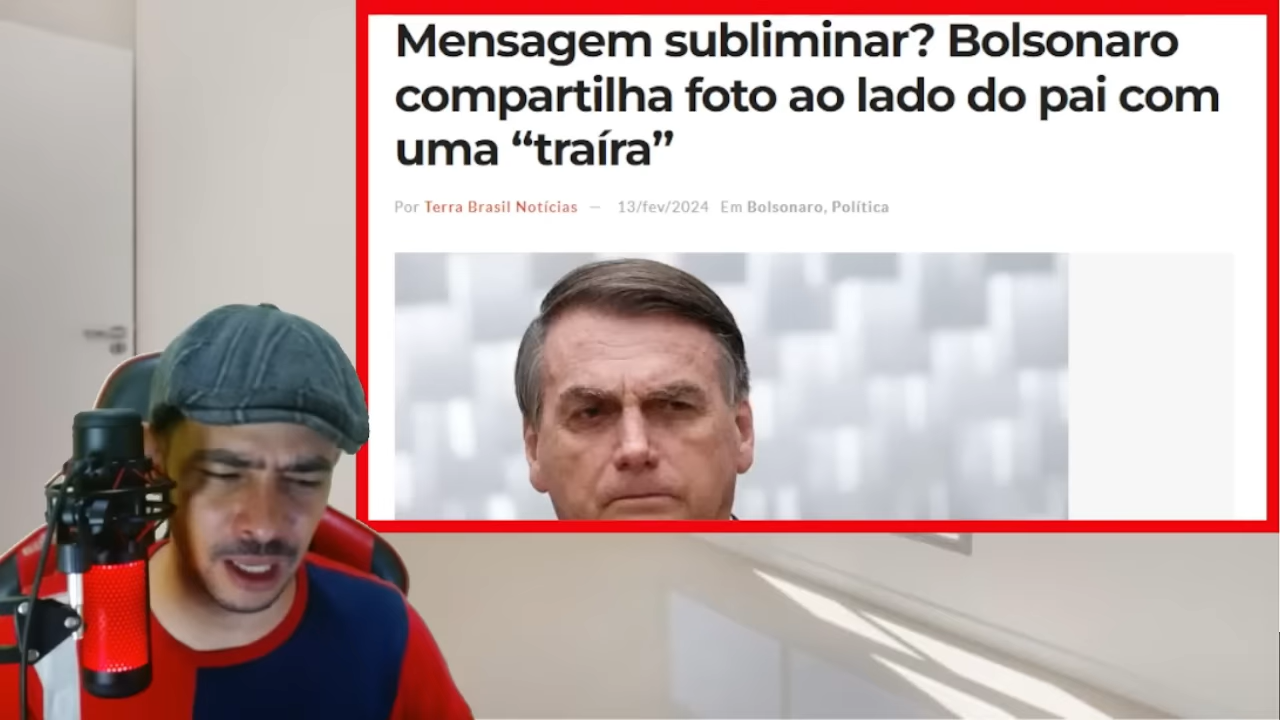 Mensagem subliminar? Bolsonaro
compartilha foto ao lado do pai com
uma “traíra”
Por Terra Brasil Notícias — 13/fev/2024 Em Bolsonaro, Política